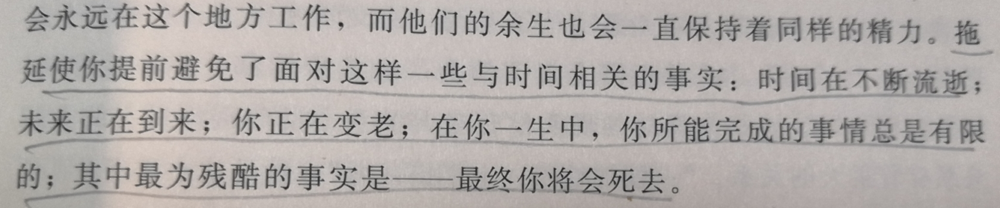 会永远在这个地方工作，而他们的余生也会一直保持着同样的精力。拖
延使你提前避免了面对这样一些与时间相关的事实：时间在不断流逝；
未来正在到来；你正在变老；在你一生中，你所能完成的事情总是有限
的；其中最为残酷的事实是——最终你将会死去。